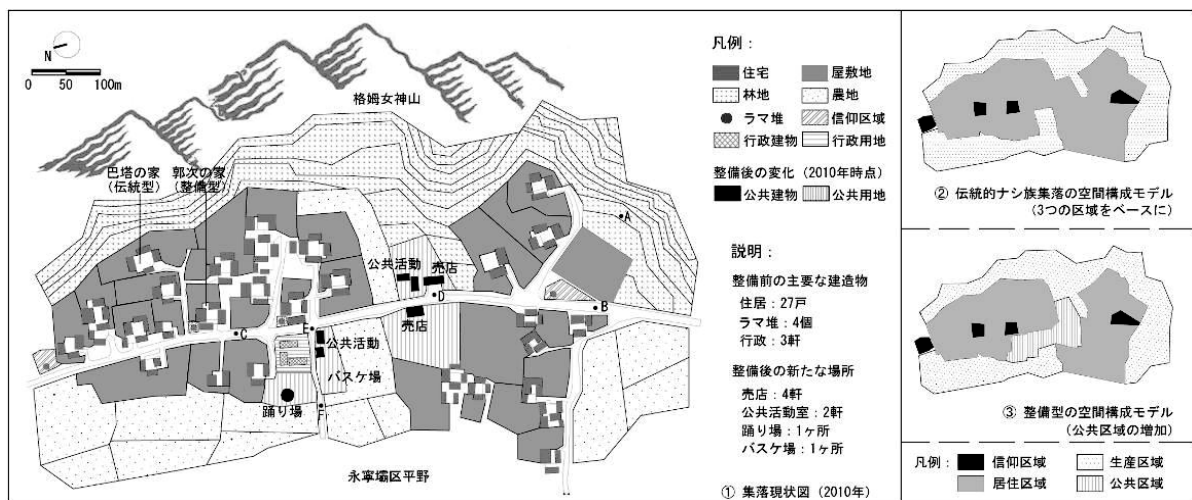 N
0 50 100m
格姆女神山
巴塔の家
(伝統型)
郭次の家
(整備型)
公共活動
売店
売店
公共活動
バスケ場
踊り場
A
B
C
D
E
F
永寧壩区平野
凡例：
住宅
屋敷地
林地
農地
ラマ堆
信仰区域
行政建物
行政用地
整備後の変化（2010年時点）
公共建物
公共用地
説明：
整備前の主要な建造物
住居：27戸
ラマ堆：4個
行政：3軒
整備後の新たな場所
売店：4軒
公共活動室：2軒
踊り場：1ヶ所
バスケ場：1ヶ所
① 集落現状図（2010年）
② 伝統的ナシ族集落の空間構成モデル
(3つの区域をベースに)
③ 整備型の空間構成モデル
(公共区域の増加)
凡例：
信仰区域
生産区域
居住区域
公共区域